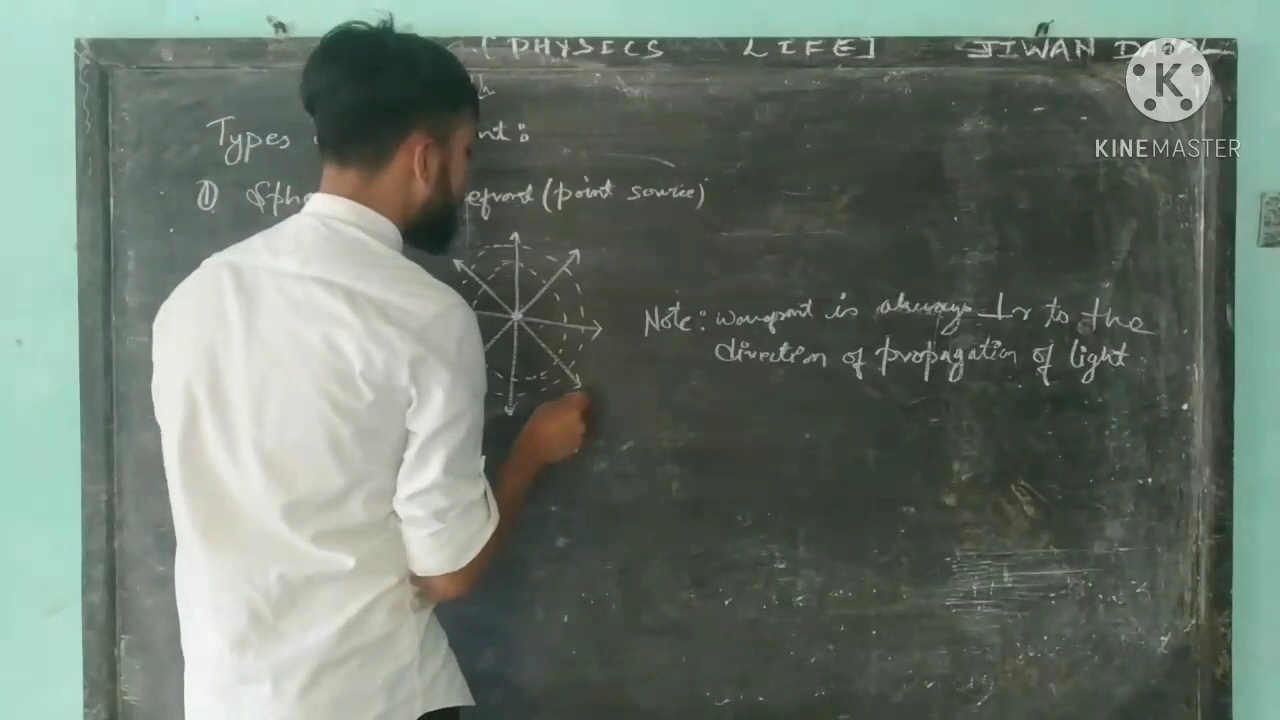 [PHYSICS LIFE] JIWAN
K
KINEMASTER
Types nt:
① Sphe efront (point source)
Note: wavefront is always ⊥r to the
direction of propagation of light